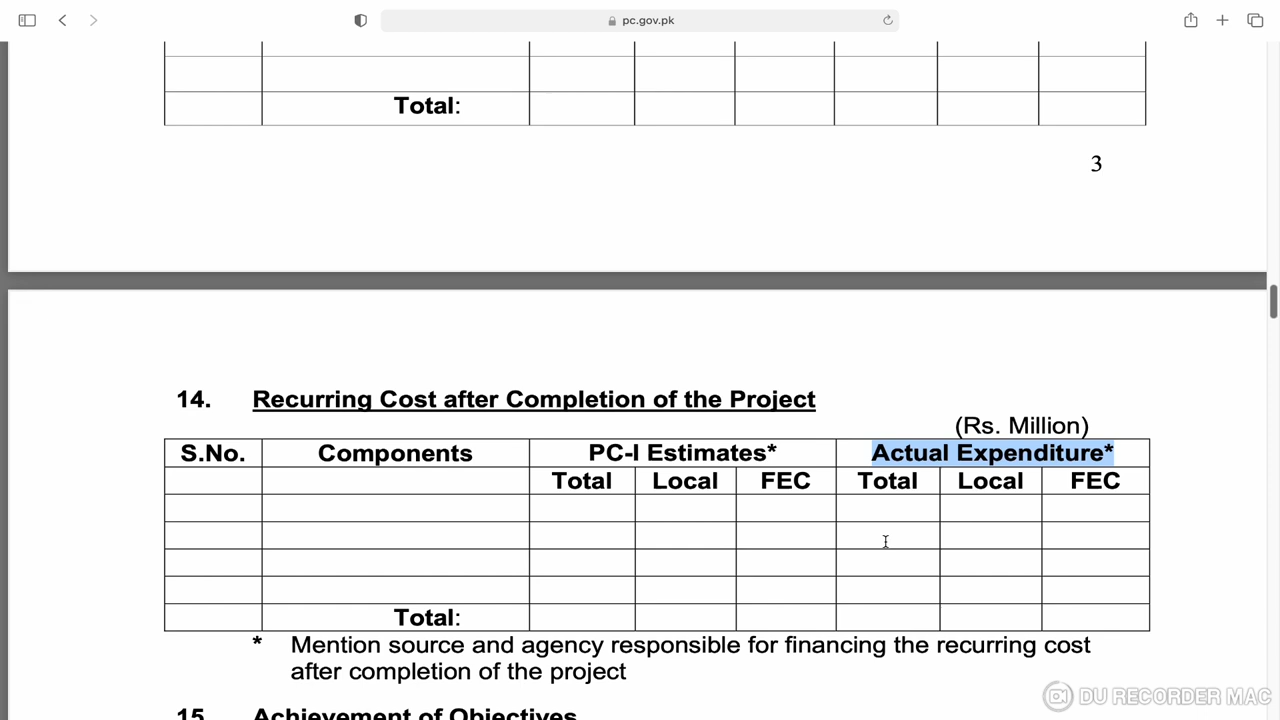 pc.gov.pk
Total:
3
14. Recurring Cost after Completion of the Project
(Rs. Million)
S.No. Components PC-I Estimates* Actual Expenditure*
Total Local FEC Total Local FEC
Total:
* Mention source and agency responsible for financing the recurring cost
after completion of the project
15 Achievement of Objectives
DU RECORDER MAC